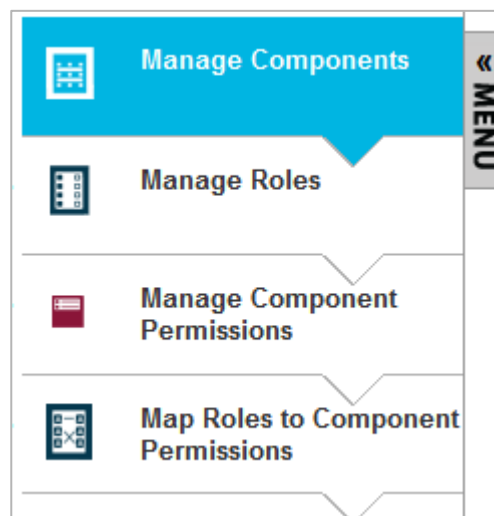 Manage Components
« MENU
Manage Roles
Manage Component
Permissions
Map Roles to Component
Permissions